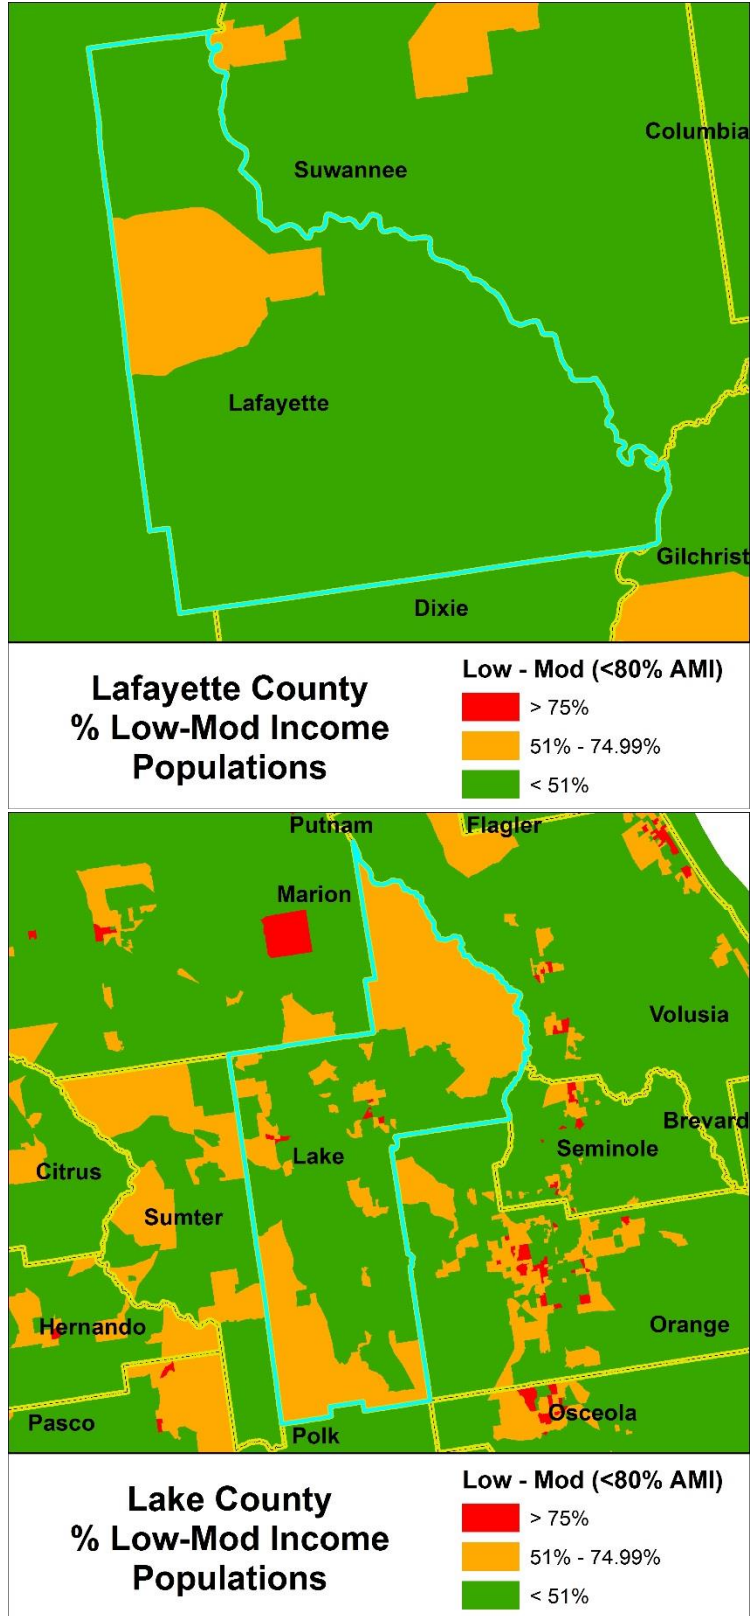 Columbia
Suwannee
Lafayette
Gilchrist
Dixie
Lafayette County
% Low-Mod Income
Populations
Low - Mod (<80% AMI)
> 75%
51% - 74.99%
< 51%
Putnam
Flagler
Marion
Volusia
Brevard
Seminole
Lake
Citrus
Sumter
Hernando
Orange
Osceola
Pasco
Polk
Lake County
% Low-Mod Income
Populations
Low - Mod (<80% AMI)
> 75%
51% - 74.99%
< 51%